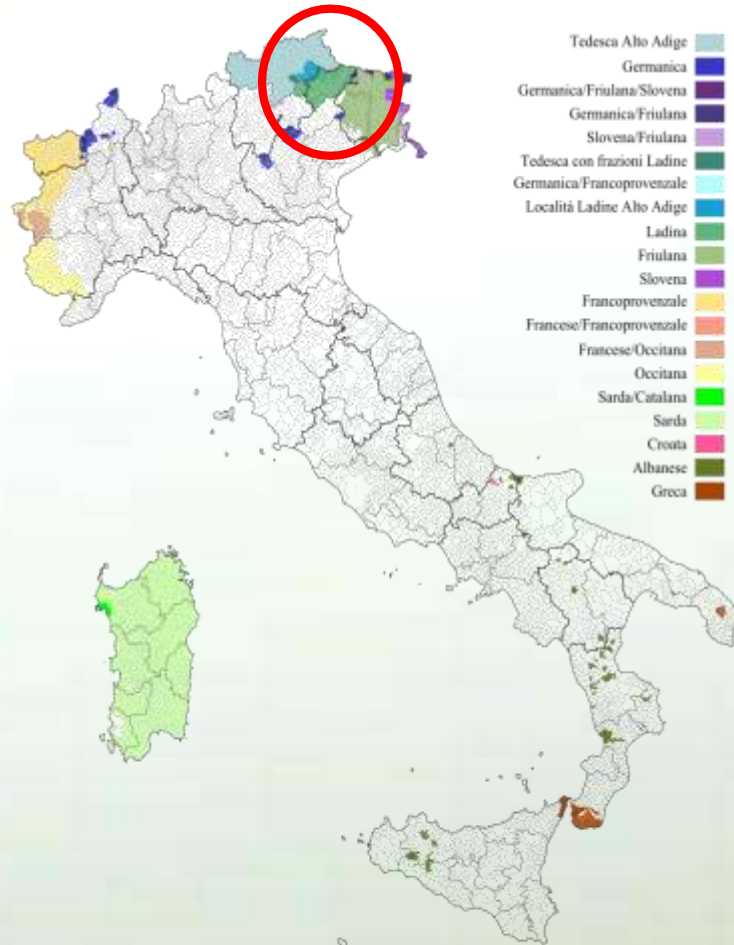 Tedesca Alto Adige
Germanica
Germanica/Friulana/Slovena
Germanica/Friulana
Slovena/Friulana
Tedesca con frazioni Ladine
Germanica/Francoprovenzale
Località Ladine Alto Adige
Ladina
Friulana
Slovena
Francoprovenzale
Francese/Francoprovenzale
Francese/Occitana
Occitana
Sarda/Catalana
Sarda
Croata
Albanese
Greca